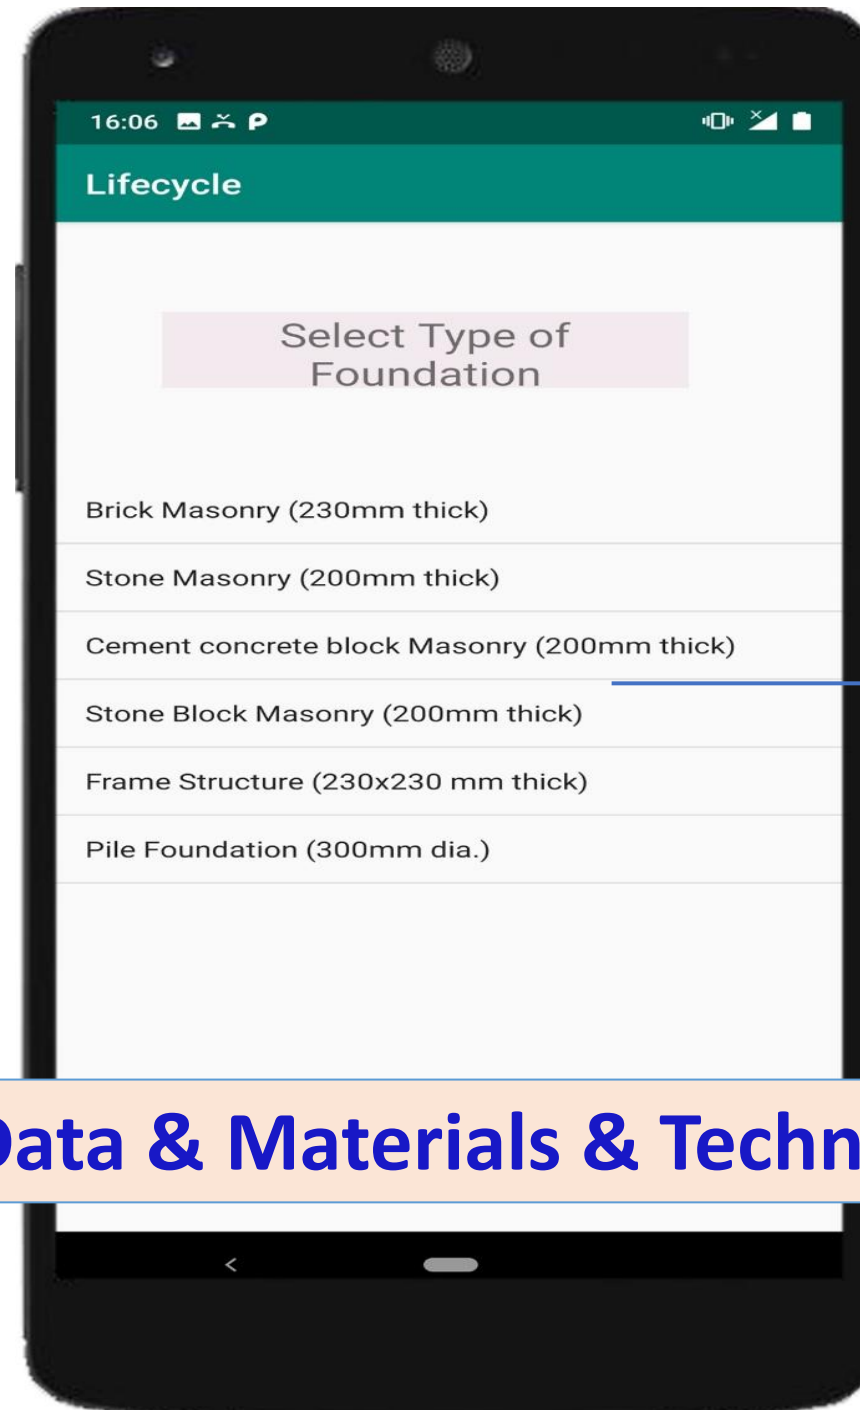 16:06
Lifecycle
Select Type of
Foundation
Brick Masonry (230mm thick)
Stone Masonry (200mm thick)
Cement concrete block Masonry (200mm thick)
Stone Block Masonry (200mm thick)
Frame Structure (230x230 mm thick)
Pile Foundation (300mm dia.)
Data & Materials & Techn